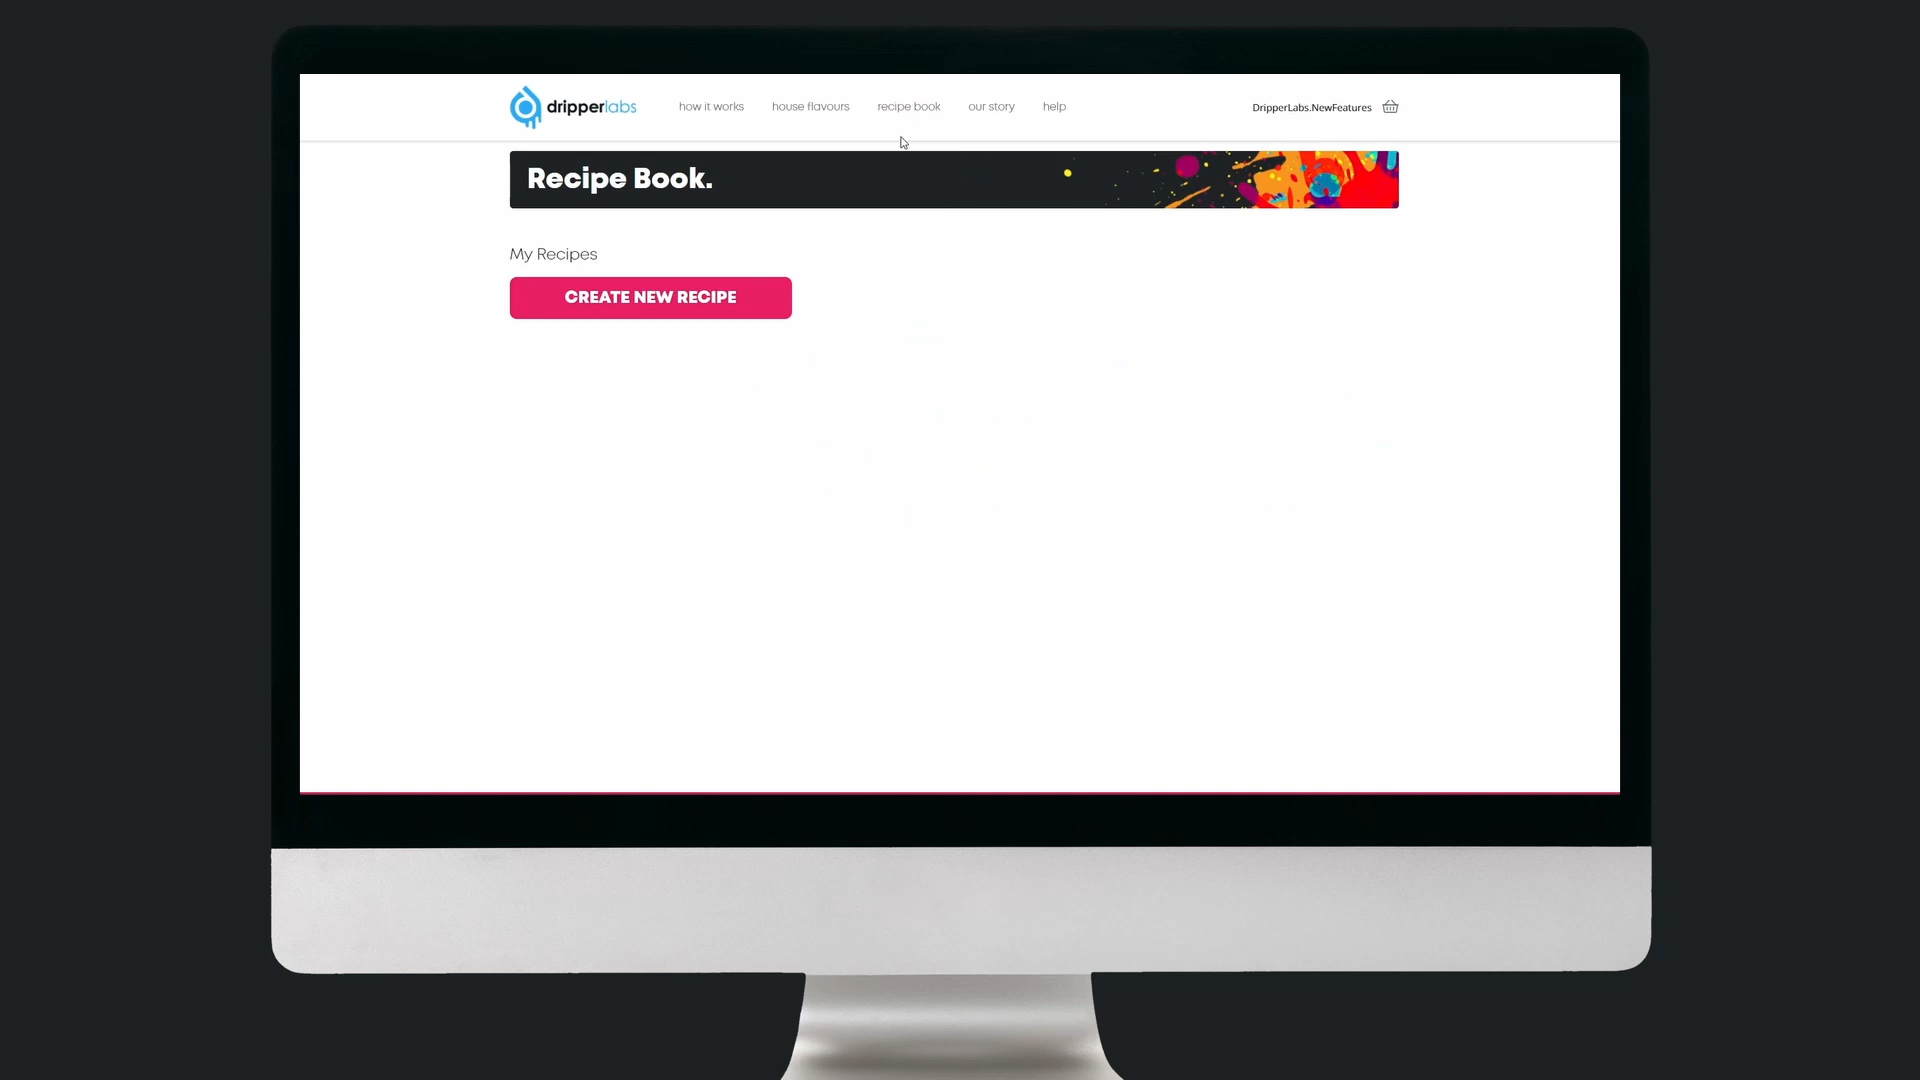 dripperlabs
how it works house flavours recipe book our story help
DripperLabs.NewFeatures
Recipe Book.
My Recipes
CREATE NEW RECIPE